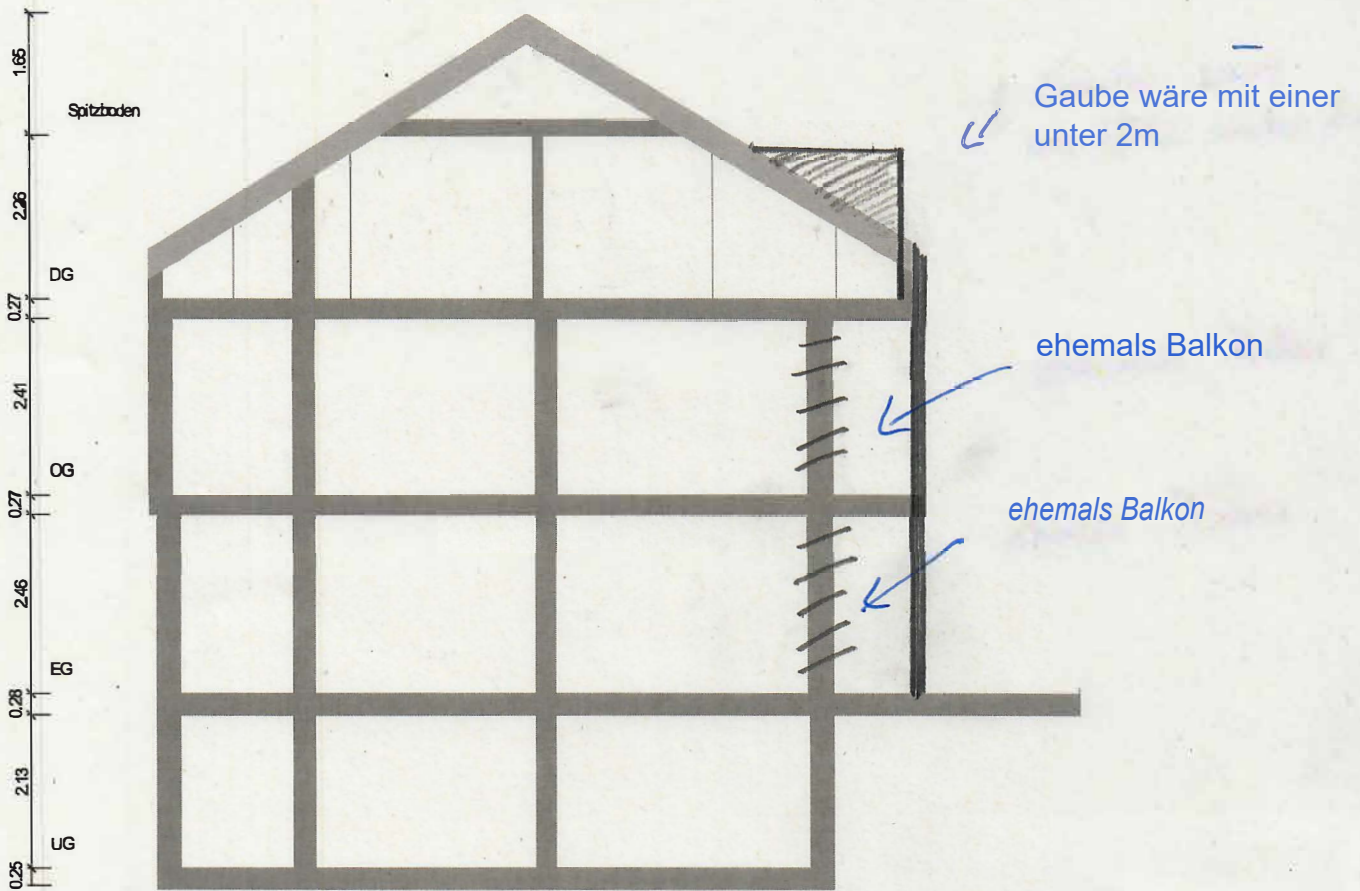 1.65
Spitzboden
Gaube wäre mit einer
unter 2m
2.26
DG
0.27
ehemals Balkon
2.41
OG
0.27
ehemals Balkon
2.46
EG
0.28
2.13
UG
0.25